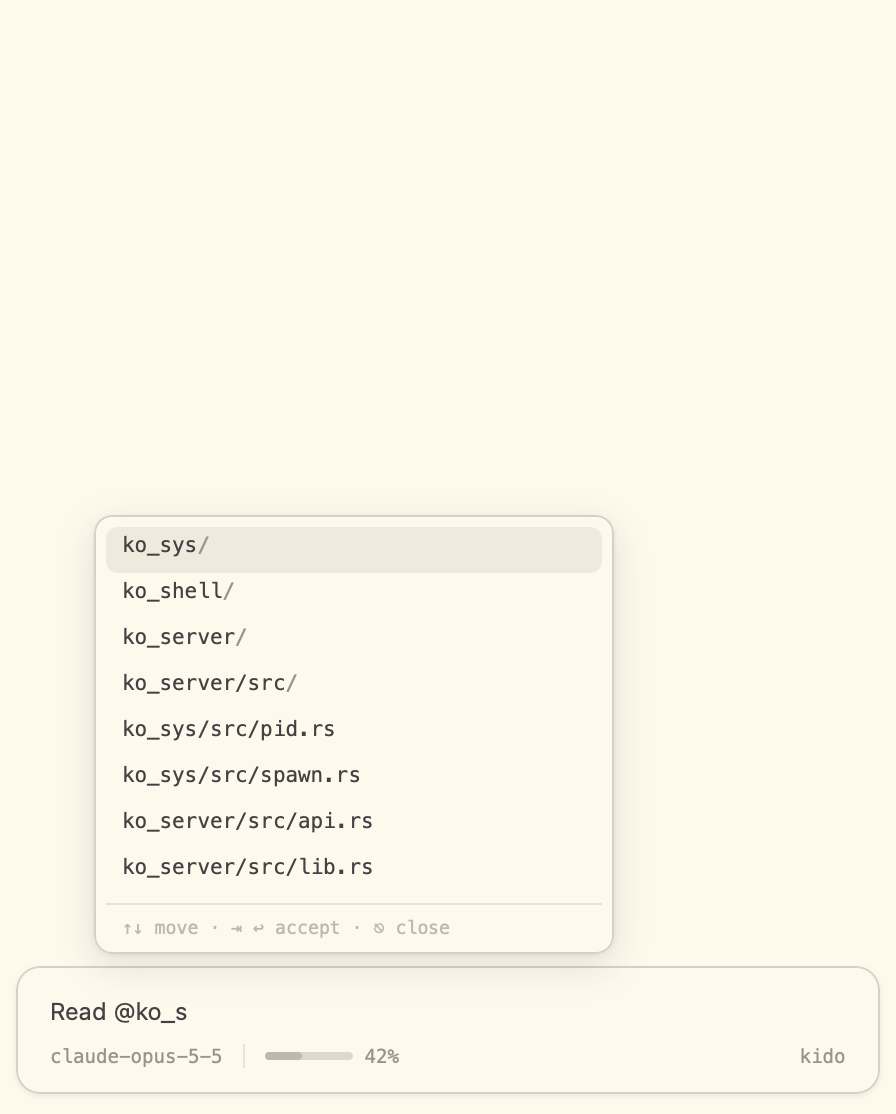 ko_sys/
ko_shell/
ko_server/
ko_server/src/
ko_sys/src/pid.rs
ko_sys/src/spawn.rs
ko_server/src/api.rs
ko_server/src/lib.rs
↑↓ move · ⇥ ↩ accept · ⎋ close
Read @ko_s
claude-opus-5-5 42% kido